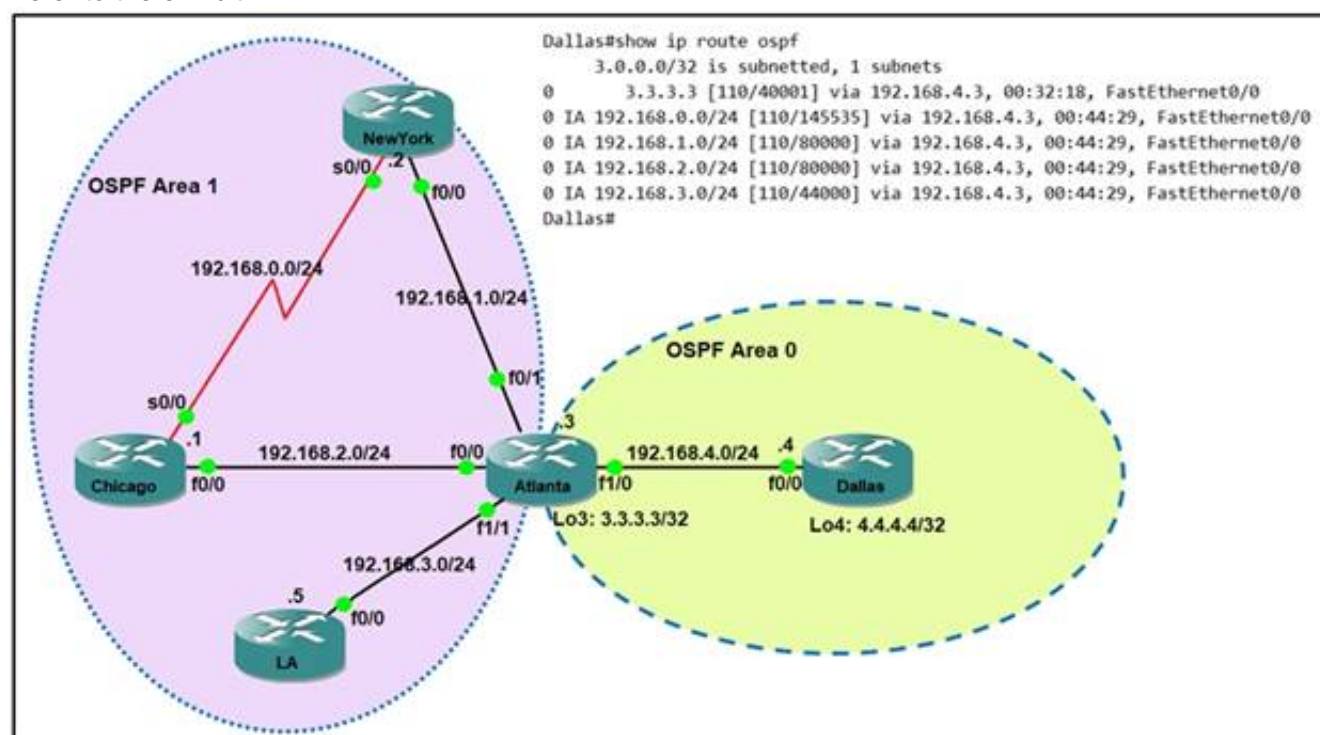 Dallas#show ip route ospf
3.0.0.0/32 is subnetted, 1 subnets
O 3.3.3.3 [110/40001] via 192.168.4.3, 00:32:18, FastEthernet0/0
O IA 192.168.0.0/24 [110/145535] via 192.168.4.3, 00:44:29, FastEthernet0/0
O IA 192.168.1.0/24 [110/80000] via 192.168.4.3, 00:44:29, FastEthernet0/0
O IA 192.168.2.0/24 [110/80000] via 192.168.4.3, 00:44:29, FastEthernet0/0
O IA 192.168.3.0/24 [110/44000] via 192.168.4.3, 00:44:29, FastEthernet0/0
Dallas#
NewYork
s0/0
.2
f0/0
OSPF Area 1
192.168.0.0/24
192.168.1.0/24
OSPF Area 0
f0/1
s0/0
.1
.3
192.168.2.0/24
f0/0
192.168.4.0/24
.4
Chicago
f0/0
Atlanta
f1/0
f0/0
Dallas
Lo3: 3.3.3.3/32
Lo4: 4.4.4.4/32
f1/1
192.168.3.0/24
.5
f0/0
LA